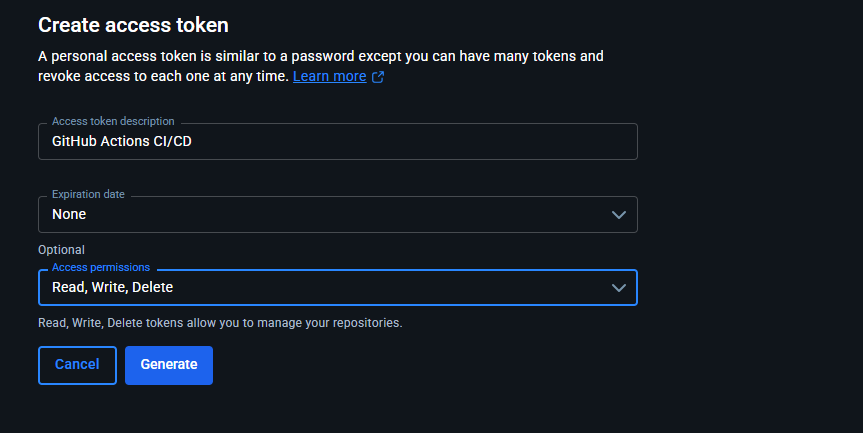 Create access token
A personal access token is similar to a password except you can have many tokens and
revoke access to each one at any time. Learn more
Access token description
GitHub Actions CI/CD
Expiration date
None
Optional
Access permissions
Read, Write, Delete
Read, Write, Delete tokens allow you to manage your repositories.
Cancel
Generate